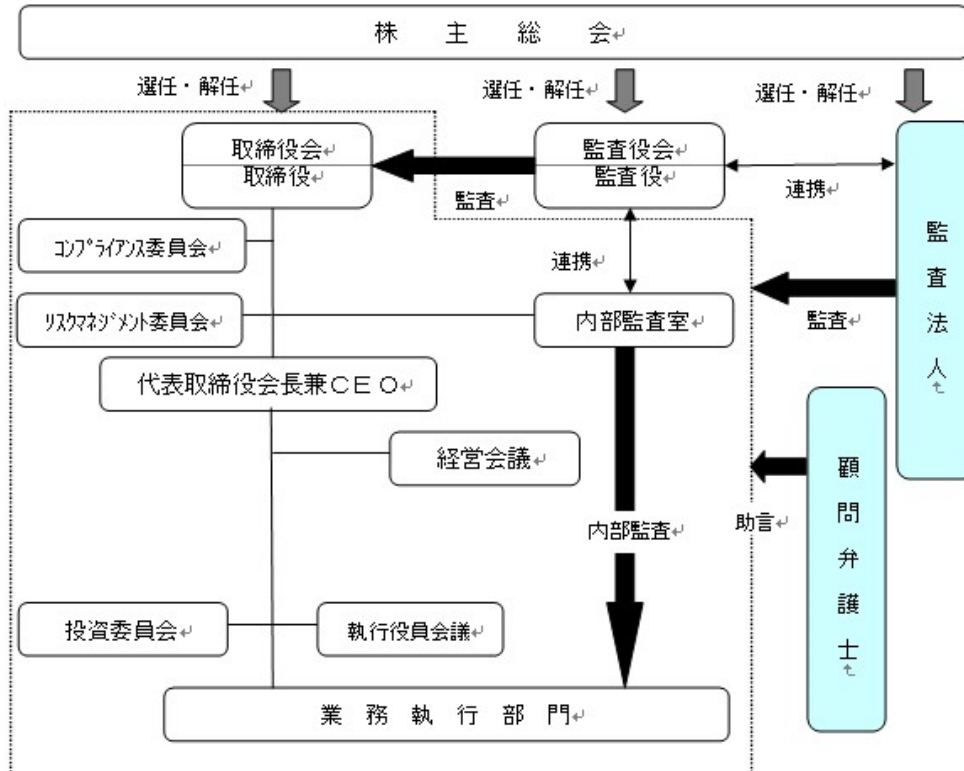 株主総会↵
選任・解任↵
選任・解任↵
選任・解任↵
取締役会↵
取締役↵
監査役会↵
監査役↵
監査↵
連携↵
監査法人↵
コンプライアンス委員会↵
連携↵
リスクマネジメント委員会↵
内部監査室↵
監査↵
代表取締役会長兼ＣＥＯ↵
経営会議↵
顧問弁護士↵
内部監査↵
助言↵
投資委員会↵
執行役員会議↵
業務執行部門↵